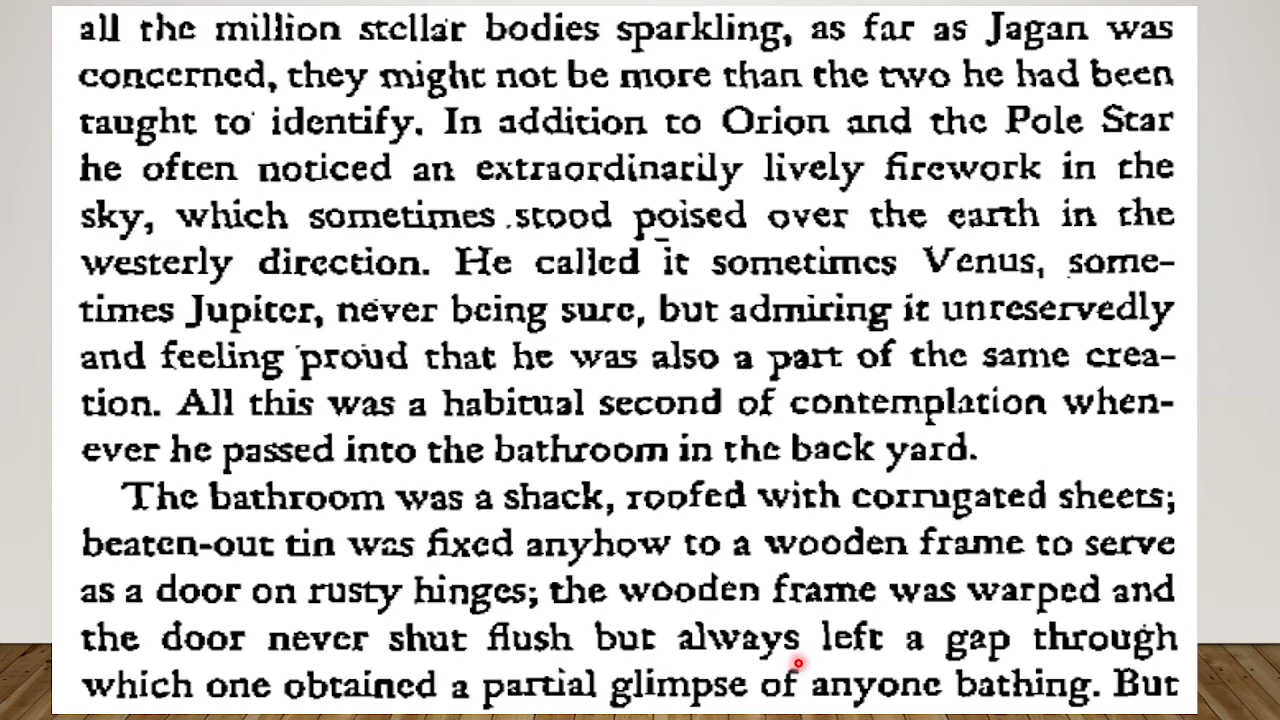 all the million stellar bodies sparkling, as far as Jagan was
concerned, they might not be more than the two he had been
taught to identify. In addition to Orion and the Pole Star
he often noticed an extraordinarily lively firework in the
sky, which sometimes stood poised over the earth in the
westerly direction. He called it sometimes Venus, some-
times Jupiter, never being sure, but admiring it unreservedly
and feeling proud that he was also a part of the same crea-
tion. All this was a habitual second of contemplation when-
ever he passed into the bathroom in the back yard.
The bathroom was a shack, roofed with corrugated sheets;
beaten-out tin was fixed anyhow to a wooden frame to serve
as a door on rusty hinges; the wooden frame was warped and
the door never shut flush but always left a gap through
which one obtained a partial glimpse of anyone bathing. But